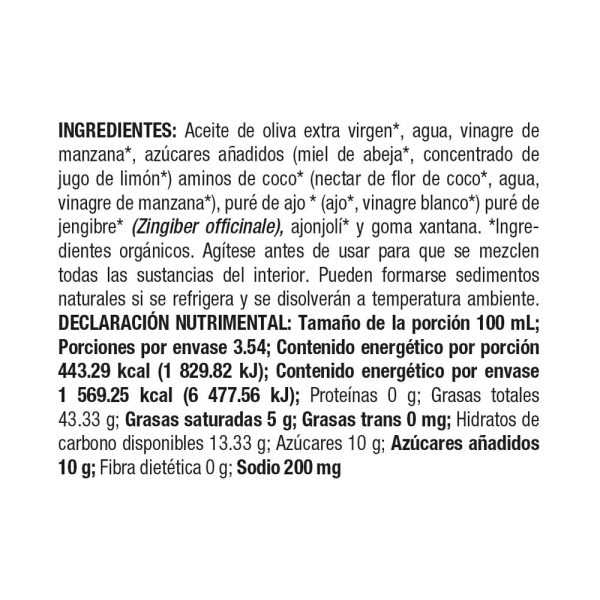 INGREDIENTES: Aceite de oliva extra virgen*, agua, vinagre de
manzana*, azúcares añadidos (miel de abeja*, concentrado de
jugo de limón*) aminos de coco* (nectar de flor de coco*, agua,
vinagre de manzana*), puré de ajo * (ajo*, vinagre blanco*) puré de
jengibre* (Zingiber officinale), ajonjolí* y goma xantana. *Ingre-
dientes orgánicos. Agítese antes de usar para que se mezclen
todas las sustancias del interior. Pueden formarse sedimentos
naturales si se refrigera y se disolverán a temperatura ambiente.
DECLARACIÓN NUTRIMENTAL: Tamaño de la porción 100 mL;
Porciones por envase 3.54; Contenido energético por porción
443.29 kcal (1 829.82 kJ); Contenido energético por envase
1 569.25 kcal (6 477.56 kJ); Proteínas 0 g; Grasas totales
43.33 g; Grasas saturadas 5 g; Grasas trans 0 mg; Hidratos de
carbono disponibles 13.33 g; Azúcares 10 g; Azúcares añadidos
10 g; Fibra dietética 0 g; Sodio 200 mg